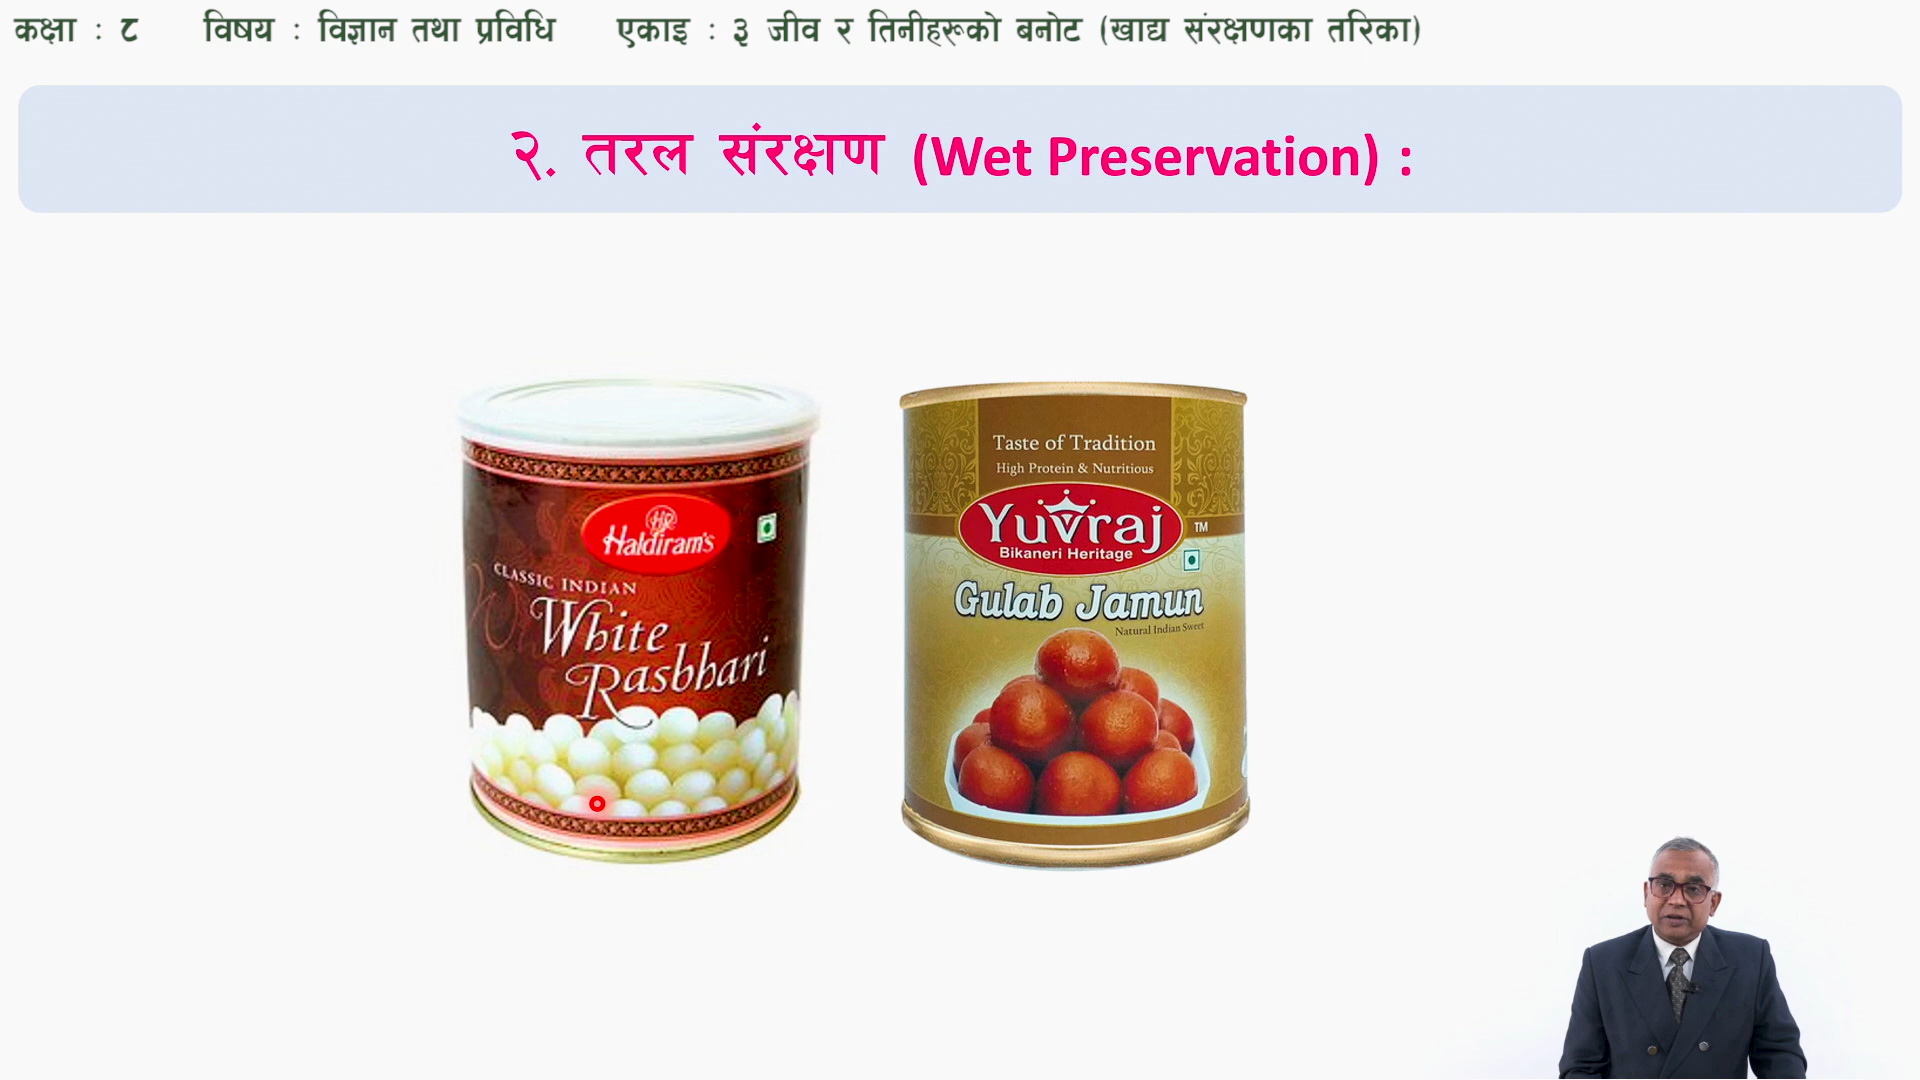 कक्षा : ८ विषय : विज्ञान तथा प्रविधि एकाइ : ३ जीव र तिनीहरूको बनोट (खाद्य संरक्षणका तरिका)
२. तरल संरक्षण (Wet Preservation) :
HR
Haldiram's
CLASSIC INDIAN
White
Rasbhari
Taste of Tradition
High Protein & Nutritious
Yuvraj TM
Bikaneri Heritage
Gulab Jamun
Natural Indian Sweet